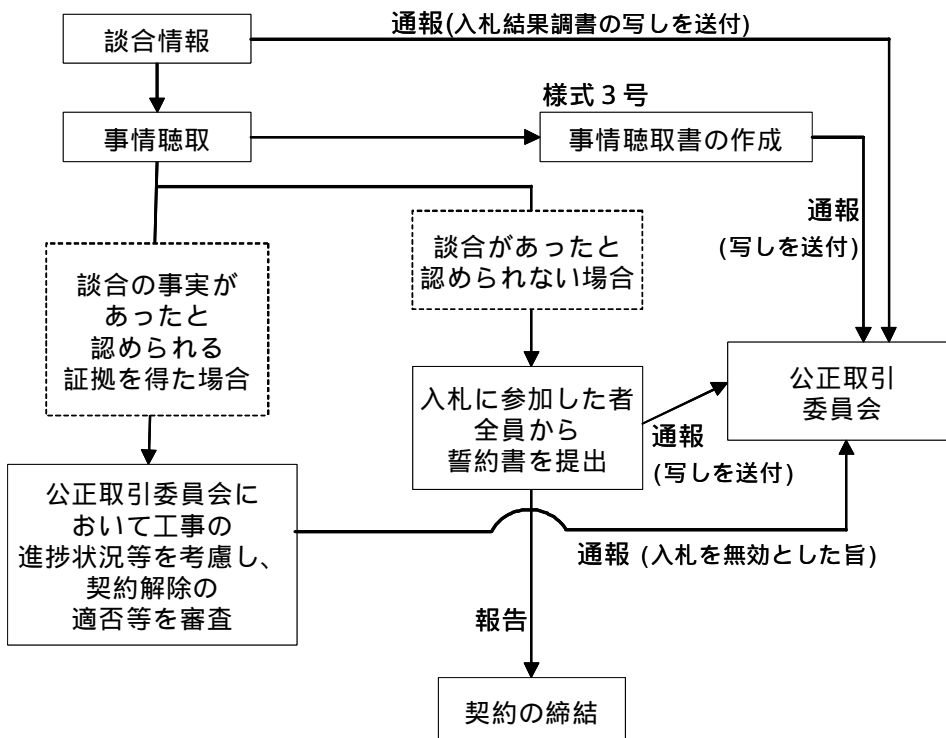 通報(入札結果調書の写しを送付)
談合情報
様式３号
事情聴取
事情聴取書の作成
通報
(写しを送付)
談合があったと
認められない場合
談合の事実が
あったと
認められる
証拠を得た場合
公正取引
委員会
入札に参加した者
全員から
誓約書を提出
通報
(写しを送付)
公正取引委員会に
おいて工事の
進捗状況等を考慮し、
契約解除の
適否等を審査
通報 (入札を無効とした旨)
報告
契約の締結